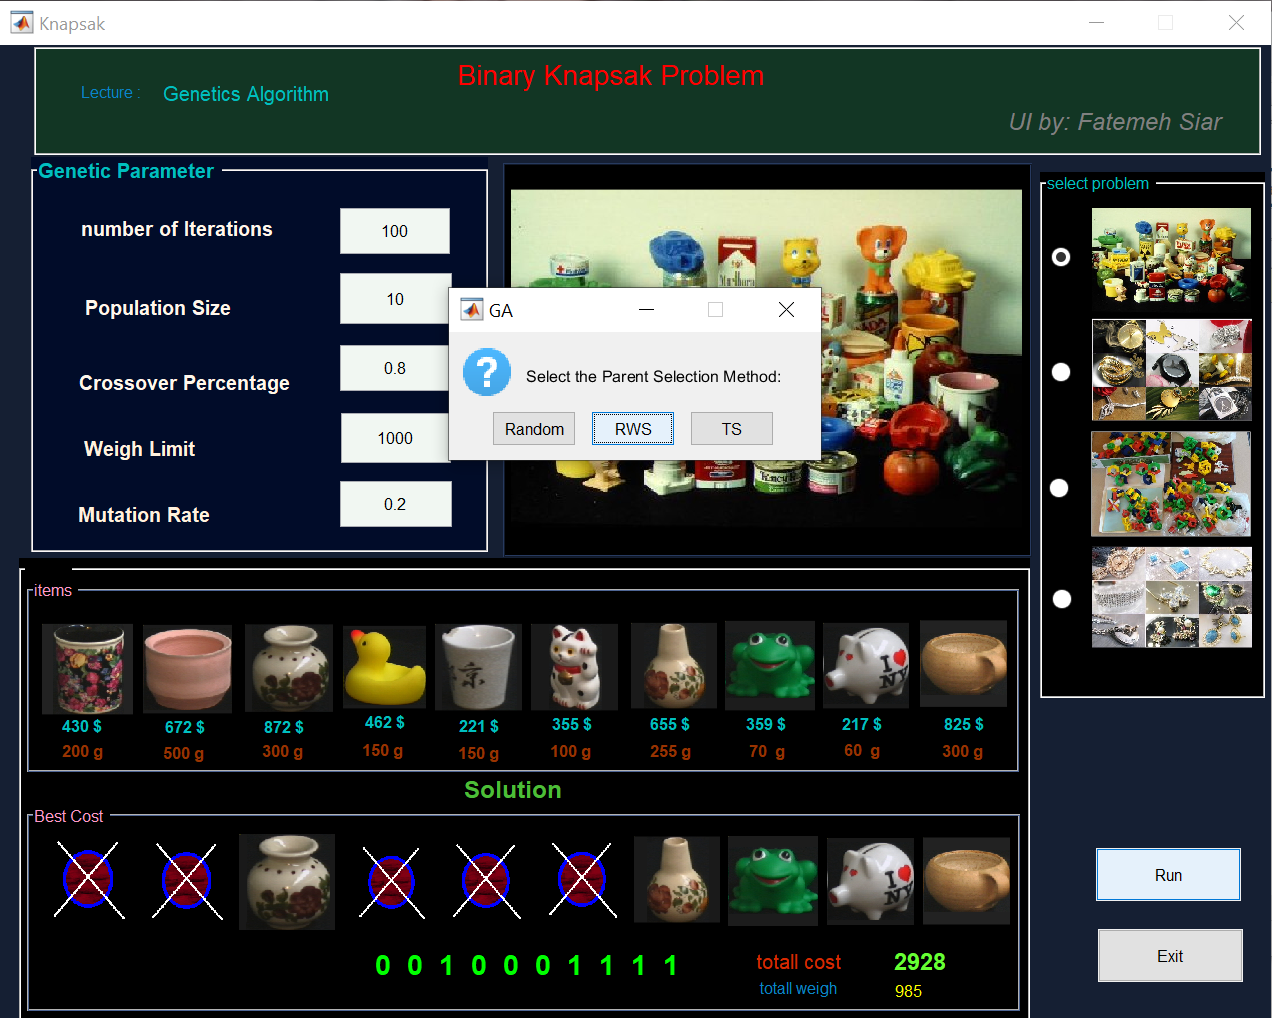 Knapsak
Binary Knapsak Problem
Lecture :
Genetics Algorithm
UI by: Fatemeh Siar
Genetic Parameter
number of Iterations
100
Population Size
10
Crossover Percentage
0.8
Weigh Limit
1000
Mutation Rate
0.2
GA
Select the Parent Selection Method:
Random
RWS
TS
select problem
items
430 $
672 $
872 $
462 $
221 $
355 $
655 $
359 $
217 $
825 $
200 g
500 g
300 g
150 g
150 g
100 g
255 g
70 g
60 g
300 g
I
NY
Solution
Best Cost
I
NY
0 0 1 0 0 0 1 1 1 1
totall cost
2928
totall weigh
985
Run
Exit